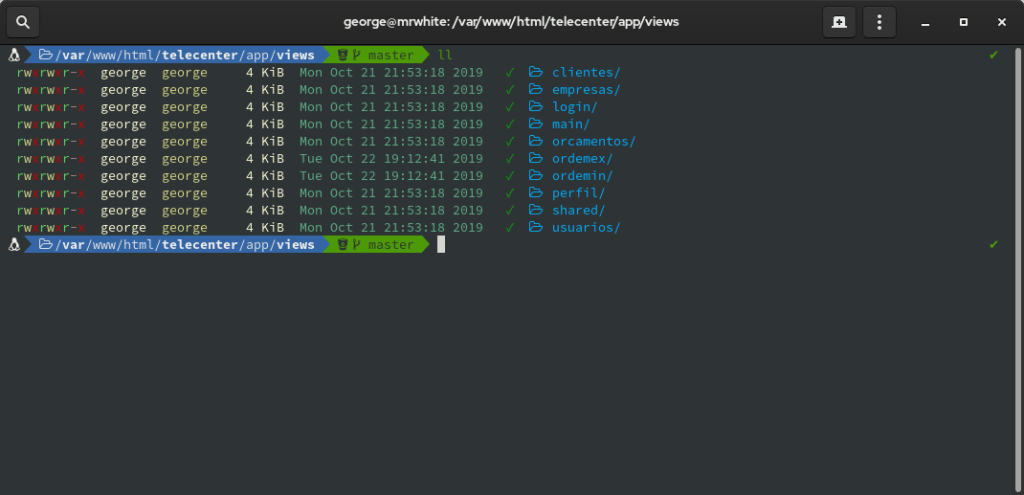 george@mrwhite: /var/www/html/telecenter/app/views
/var/www/html/telecenter/app/views master ll
rwxrwxr-x george george 4 KiB Mon Oct 21 21:53:18 2019 ✓ clientes/
rwxrwxr-x george george 4 KiB Mon Oct 21 21:53:18 2019 ✓ empresas/
rwxrwxr-x george george 4 KiB Mon Oct 21 21:53:18 2019 ✓ login/
rwxrwxr-x george george 4 KiB Mon Oct 21 21:53:18 2019 ✓ main/
rwxrwxr-x george george 4 KiB Mon Oct 21 21:53:18 2019 ✓ orcamentos/
rwxrwxr-x george george 4 KiB Tue Oct 22 19:12:41 2019 ✓ ordemex/
rwxrwxr-x george george 4 KiB Tue Oct 22 19:12:41 2019 ✓ ordemin/
rwxrwxr-x george george 4 KiB Mon Oct 21 21:53:18 2019 ✓ perfil/
rwxrwxr-x george george 4 KiB Mon Oct 21 21:53:18 2019 ✓ shared/
rwxrwxr-x george george 4 KiB Mon Oct 21 21:53:18 2019 ✓ usuarios/
/var/www/html/telecenter/app/views master